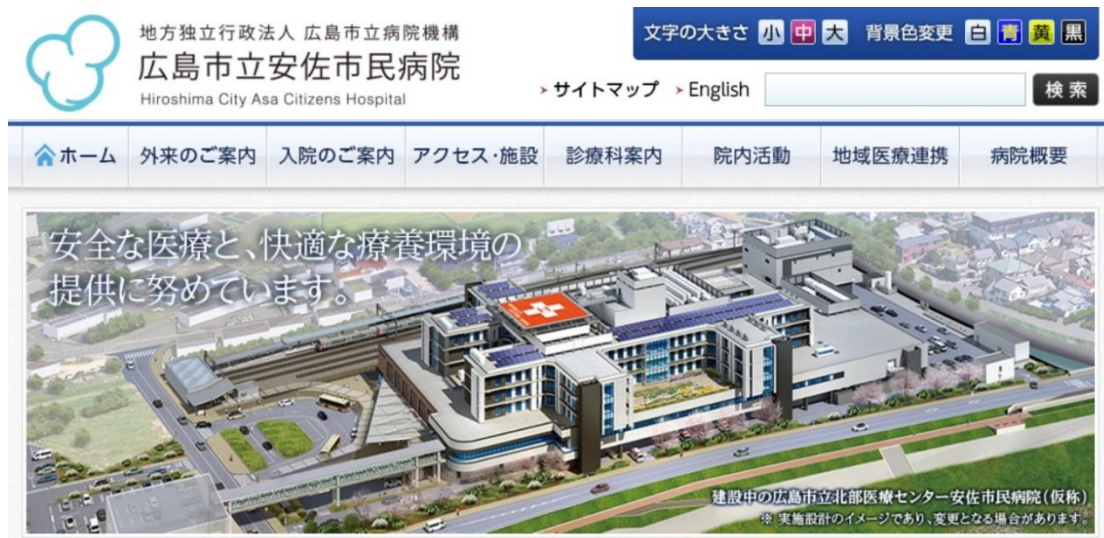 地方独立行政法人 広島市立病院機構
広島市立安佐市民病院
Hiroshima City Asa Citizens Hospital
文字の大きさ 小 中 大 背景色変更 白 青 黄 黒
サイトマップ English 検索
ホーム 外来のご案内 入院のご案内 アクセス・施設 診療科案内 院内活動 地域医療連携 病院概要
安全な医療と、快適な療養環境の
提供に努めています。
建設中の広島市立北部医療センター安佐市民病院(仮称)
※ 実施設計のイメージであり、変更となる場合があります。